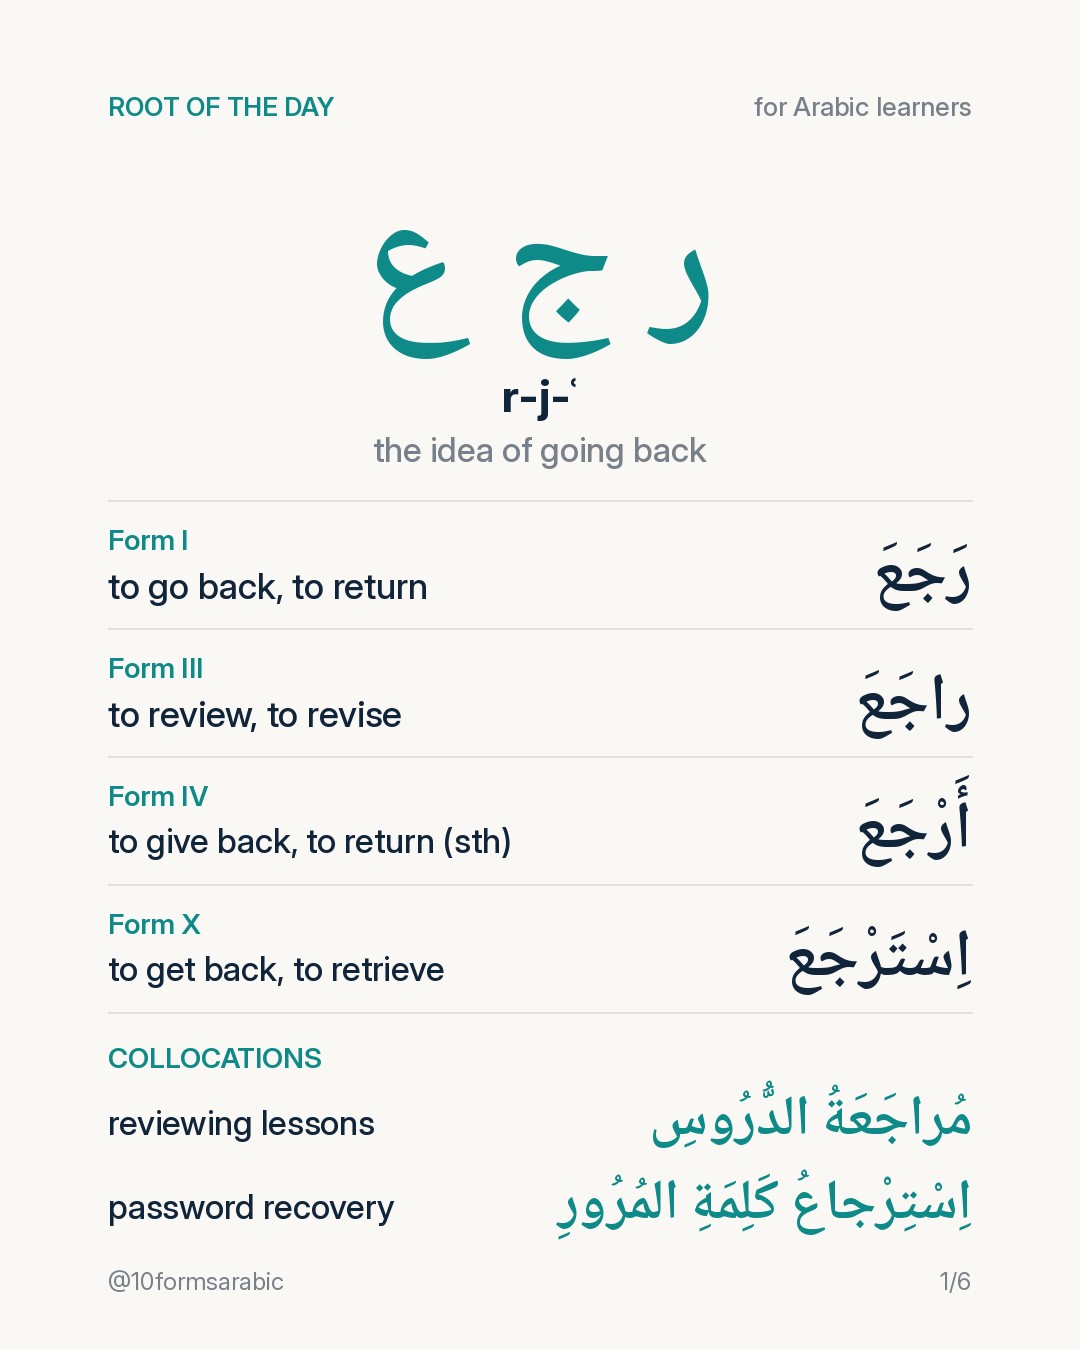 ROOT OF THE DAY
for Arabic learners
ر ج ع
r-j-ʿ
the idea of going back
Form I
to go back, to return
رَجَعَ
Form III
to review, to revise
راجَعَ
Form IV
to give back, to return (sth)
أَرْجَعَ
Form X
to get back, to retrieve
اِسْتَرْجَعَ
COLLOCATIONS
reviewing lessons
مُراجَعَةُ الدُّرُوسِ
password recovery
اِسْتِرْجاعُ كَلِمَةِ المُرُورِ
@10formsarabic
1/6